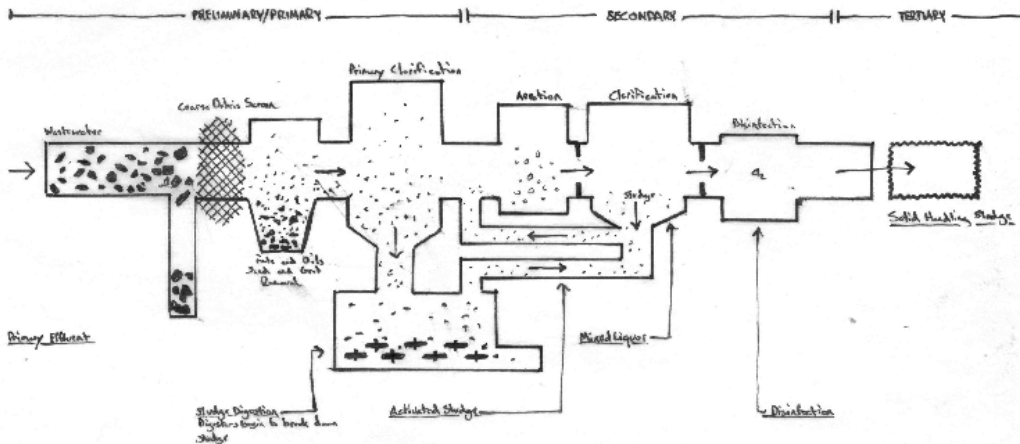 PRELIMINARY/PRIMARY
SECONDARY
TERTIARY
Primary Clarification
Aeration
Clarification
Coarse Debris Screen
Wastewater
Disinfection
Cl2
Sludge
Solid Handling Sludge
Fats and Oils
Sand and Grit
Removal
Primary Effluent
Mixed Liquor
Sludge Digestion
Digesters begin to break down
sludge
Activated Sludge
Disinfection